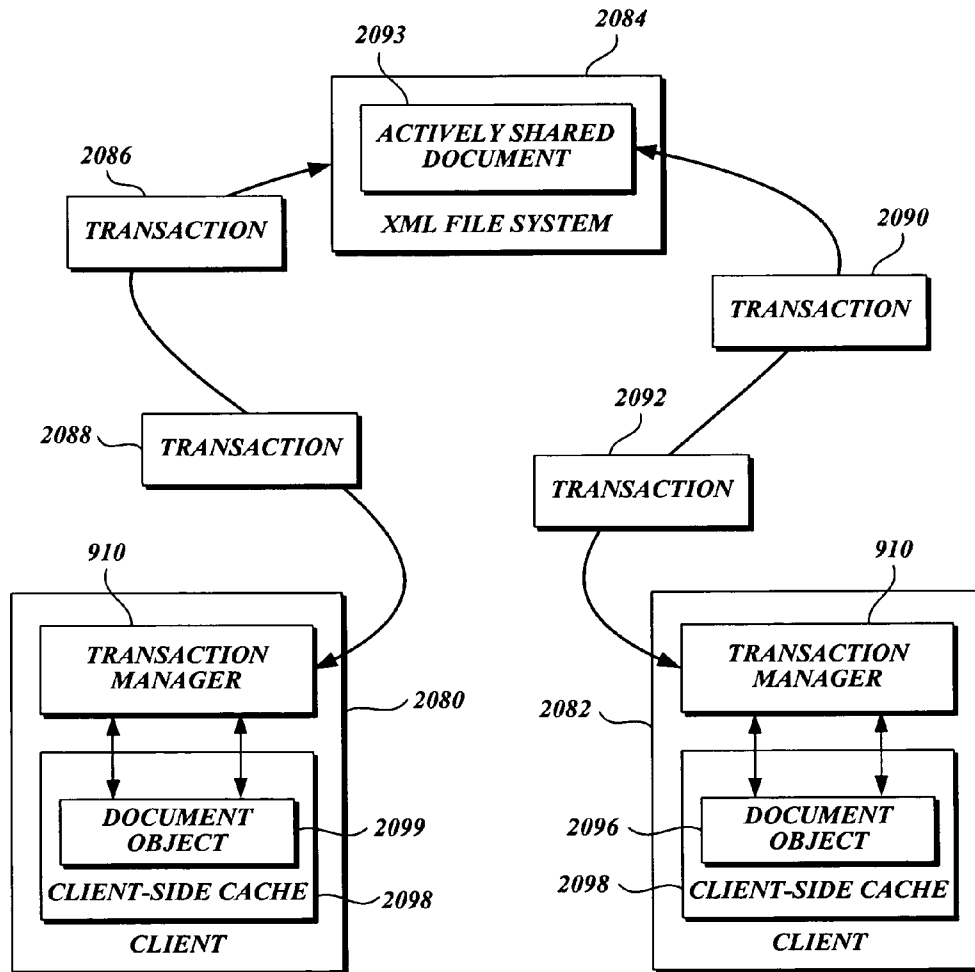 2093
2084
ACTIVELY SHARED
DOCUMENT
XML FILE SYSTEM
2086
TRANSACTION
2090
TRANSACTION
2088
TRANSACTION
2092
TRANSACTION
910
TRANSACTION
MANAGER
2080
DOCUMENT
OBJECT
2099
CLIENT-SIDE CACHE
2098
CLIENT
910
TRANSACTION
MANAGER
2082
DOCUMENT
OBJECT
2096
2098
CLIENT-SIDE CACHE
CLIENT